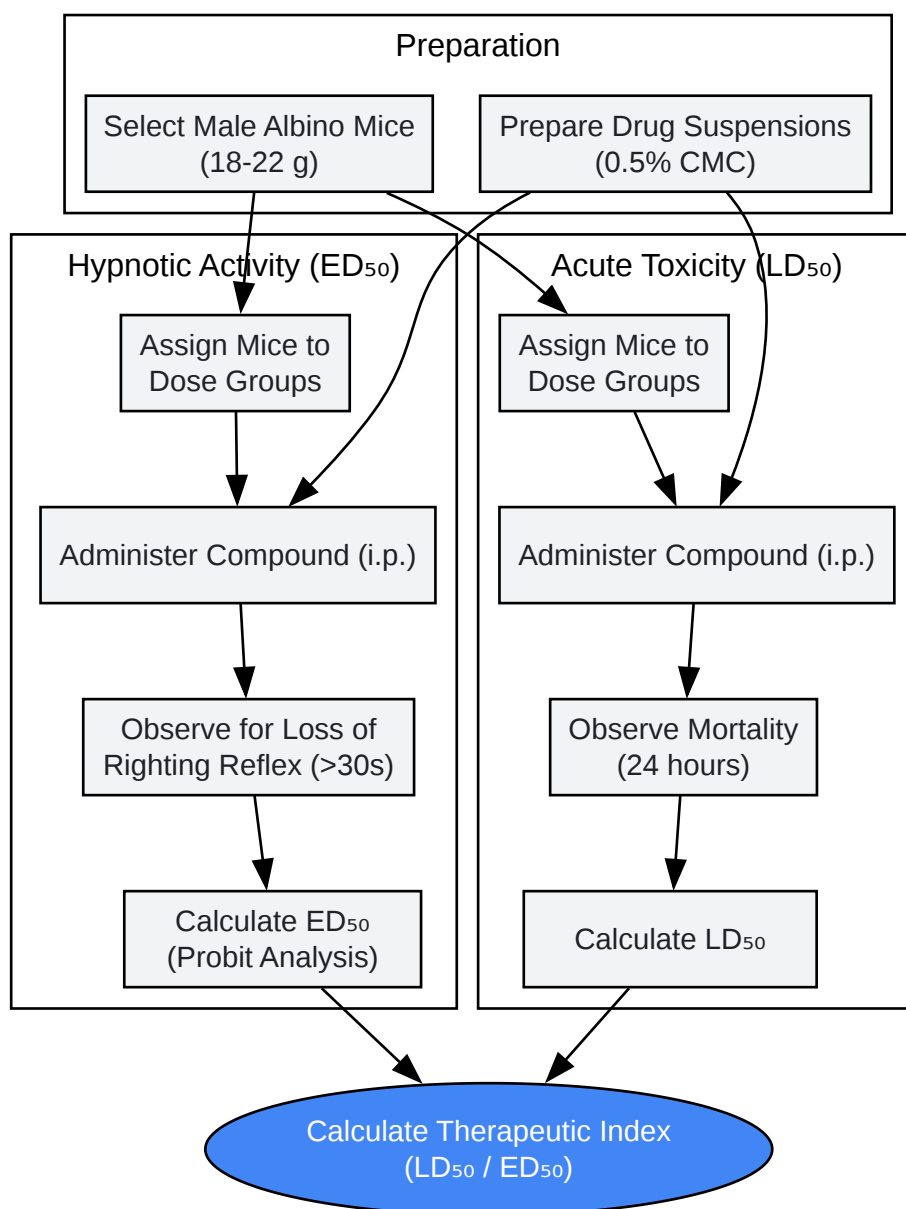 Preparation
Select Male Albino Mice
(18-22 g)
Prepare Drug Suspensions
(0.5% CMC)
Hypnotic Activity (ED₅₀)
Assign Mice to
Dose Groups
Administer Compound (i.p.)
Observe for Loss of
Righting Reflex (>30s)
Calculate ED₅₀
(Probit Analysis)
Acute Toxicity (LD₅₀)
Assign Mice to
Dose Groups
Administer Compound (i.p.)
Observe Mortality
(24 hours)
Calculate LD₅₀
Calculate Therapeutic Index
(LD₅₀ / ED₅₀)